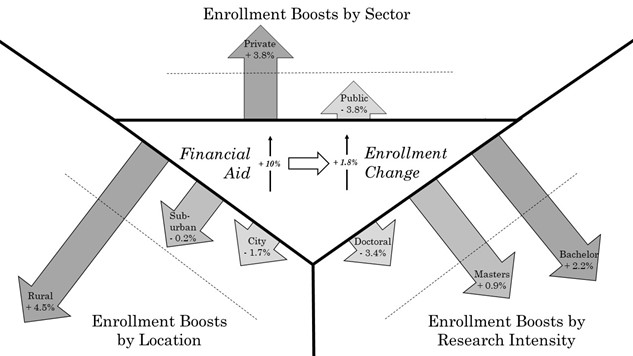 Enrollment Boosts by Sector
Private
+ 3.8%
Public
- 3.8%
Financial
Aid
+ 10%
+ 1.8%
Enrollment
Change
Sub-
urban
- 0.2%
City
- 1.7%
Doctoral
- 3.4%
Bachelor
+ 2.2%
Masters
+ 0.9%
Rural
+ 4.5%
Enrollment Boosts
by Location
Enrollment Boosts by
Research Intensity